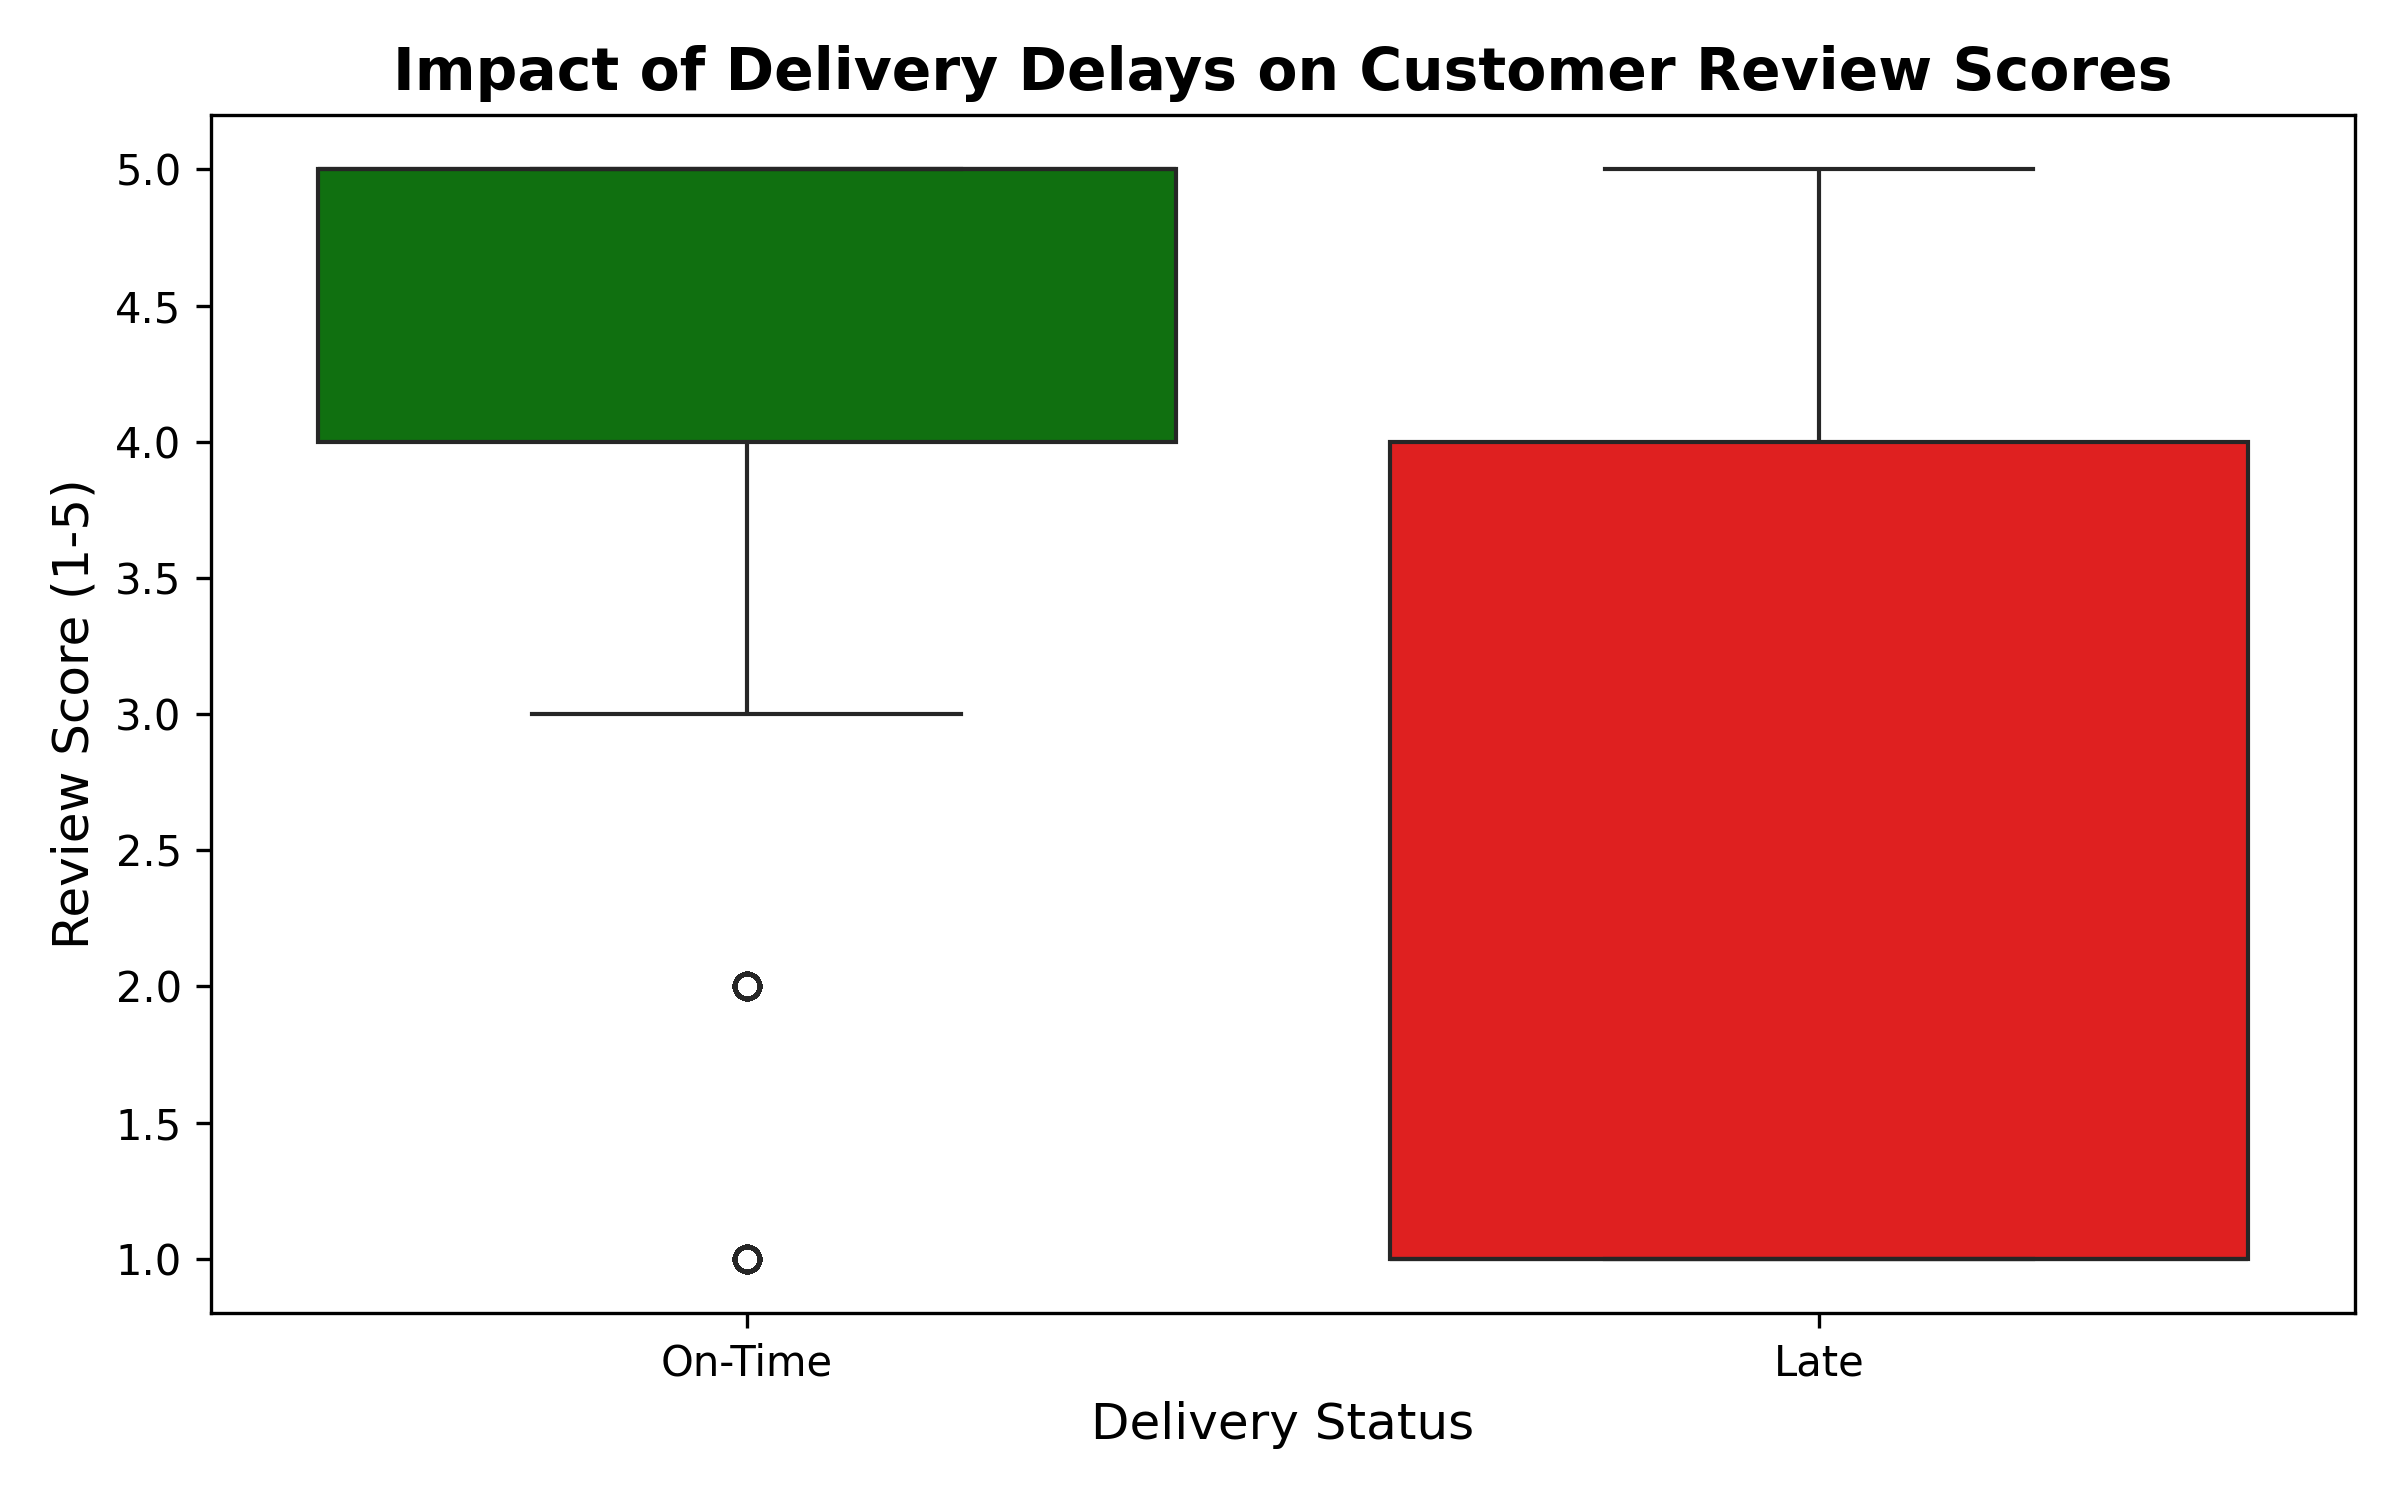 Impact of Delivery Delays on Customer Review Scores
Review Score (1-5)
5.0
4.5
4.0
3.5
3.0
2.5
2.0
1.5
1.0
On-Time
Late
Delivery Status